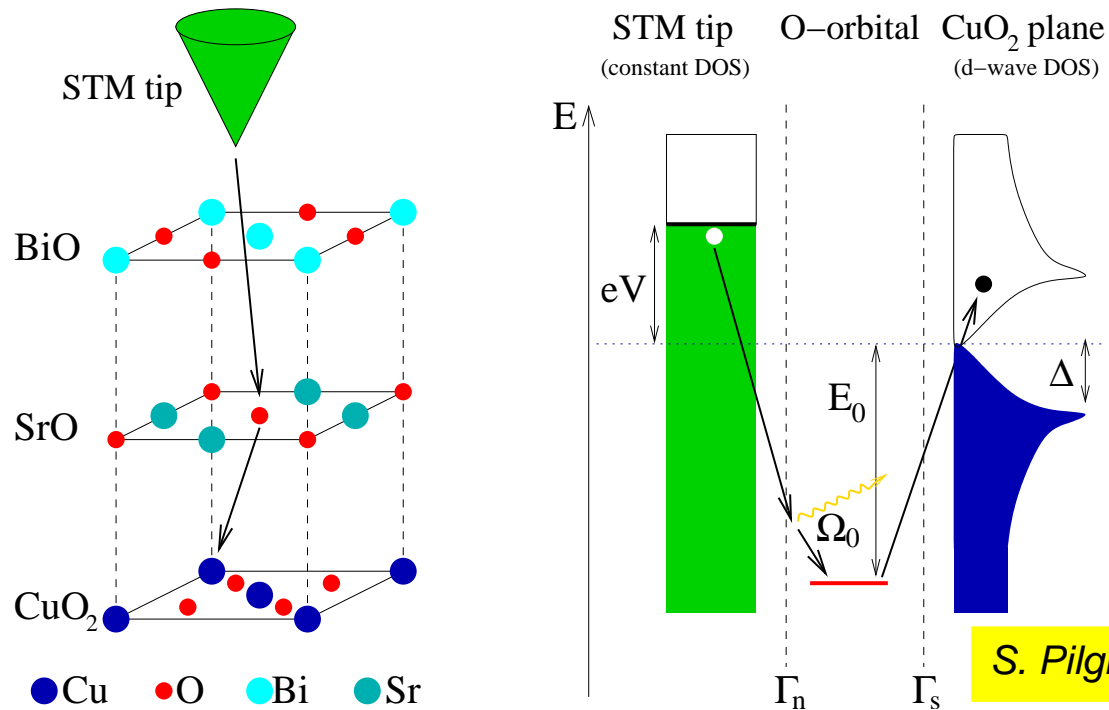 STM tip
BiO
SrO
CuO₂
Cu
O
Bi
Sr
STM tip
(constant DOS)
O−orbital
CuO₂ plane
(d−wave DOS)
E
eV
E₀
Ω₀
Δ
Γₙ
Γₛ